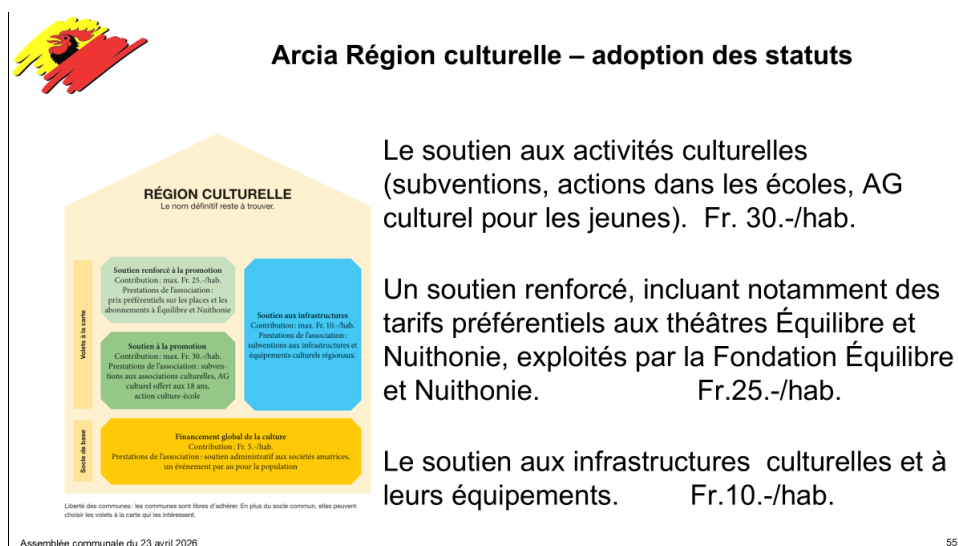 Arcia Région culturelle – adoption des statuts
RÉGION CULTURELLE
Le nom définitif reste à trouver.
Volets à la carte
Soutien renforcé à la promotion
Contribution : max. Fr. 25.-/hab.
Prestations de l'association :
prix préférentiels sur les places et les
abonnements à Équilibre et Nuithonie
Soutien à la promotion
Contribution : max. Fr. 30.-/hab.
Prestations de l'association : subven-
tions aux associations culturelles, AG
culturel offert aux 18 ans,
action culture-école
Soutien aux infrastructures
Contribution : max. Fr. 10.-/hab.
Prestations de l'association :
subventions aux infrastructures et
équipements culturels régionaux.
Socle de base
Financement global de la culture
Contribution : Fr. 5.-/hab.
Prestations de l'association : soutien administratif aux sociétés amatrices,
un événement par an pour la population
Liberté des communes : les communes sont libres d'adhérer. En plus du socle commun, elles peuvent
choisir les volets à la carte qui les intéressent.
Le soutien aux activités culturelles
(subventions, actions dans les écoles, AG
culturel pour les jeunes). Fr. 30.-/hab.
Un soutien renforcé, incluant notamment des
tarifs préférentiels aux théâtres Équilibre et
Nuithonie, exploités par la Fondation Équilibre
et Nuithonie. Fr.25.-/hab.
Le soutien aux infrastructures culturelles et à
leurs équipements. Fr.10.-/hab.
Assemblée communale du 23 avril 2026
55